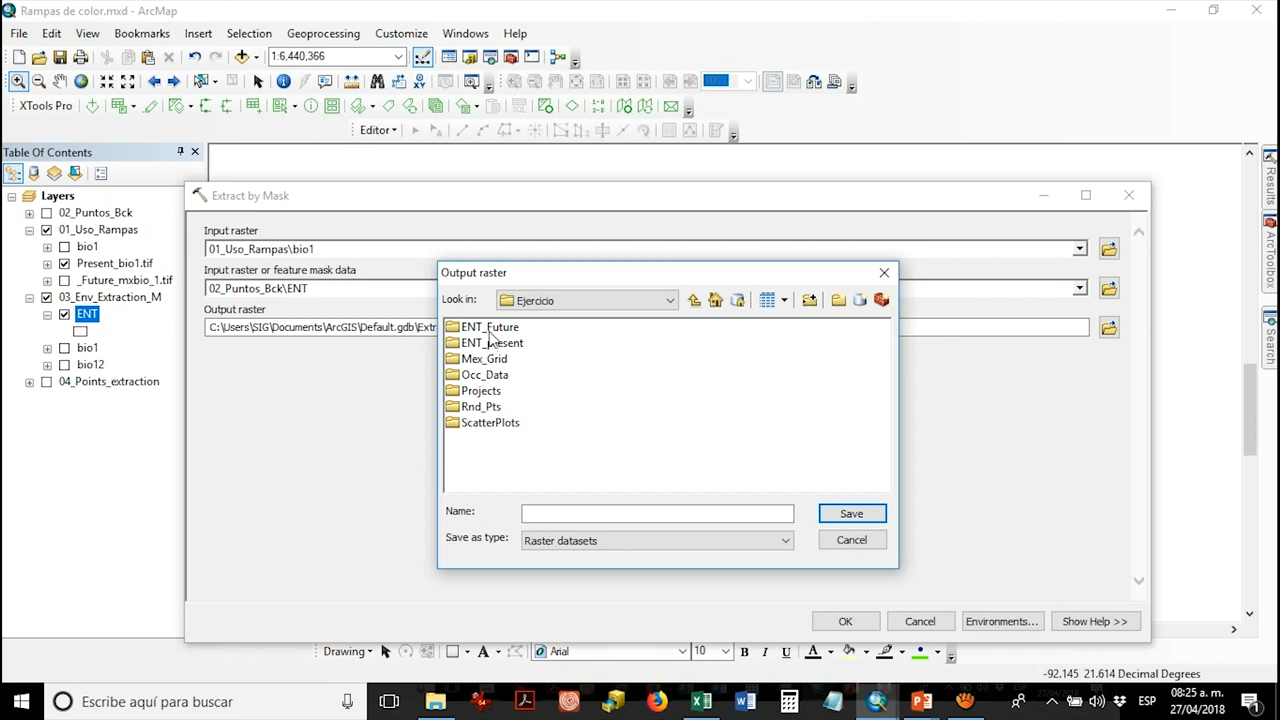 Rampas de color.mxd - ArcMap
File Edit View Bookmarks Insert Selection Geoprocessing Customize Windows Help
1:6,440,366
XTools Pro
Editor
Table Of Contents
Layers
02_Puntos_Bck
01_Uso_Rampas
bio1
Present_bio1.tif
_Future_mxbio_1.tif
03_Env_Extraction_M
ENT
bio1
bio12
04_Points_extraction
Extract by Mask
Input raster
01_Uso_Rampas\bio1
Input raster or feature mask data
02_Puntos_Bck\ENT
Output raster
C:\Users\SIG\Documents\ArcGIS\Default.gdb\Extr
Output raster
Look in: Ejercicio
ENT_Future
ENT_Present
Mex_Grid
Occ_Data
Projects
Rnd_Pts
ScatterPlots
Name:
Save
Save as type: Raster datasets
Cancel
OK Cancel Environments... Show Help >>
Results
ArcToolbox
Search
Drawing A Arial 10 B I U A
-92.145 21.614 Decimal Degrees
Escribe aquí para buscar
ESP
08:25 a. m.
27/04/2018
1